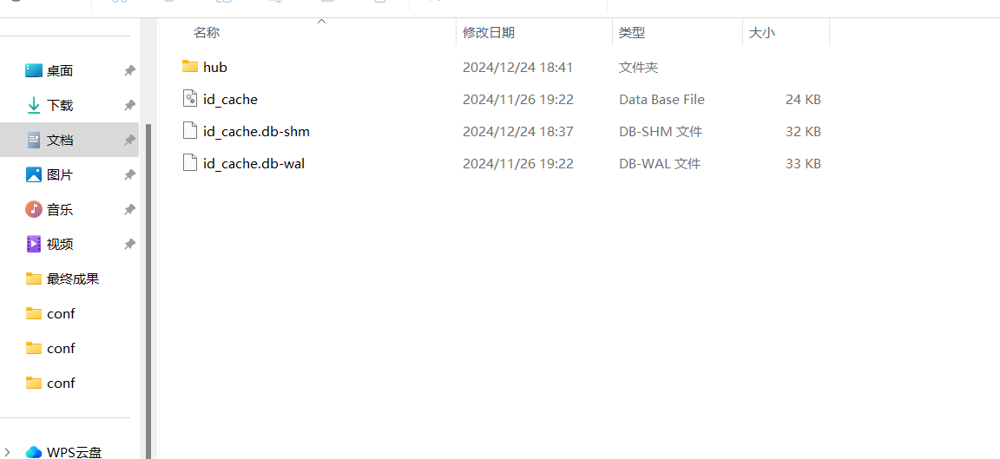 名称 修改日期 类型 大小
hub 2024/12/24 18:41 文件夹
id_cache 2024/11/26 19:22 Data Base File 24 KB
id_cache.db-shm 2024/12/24 18:37 DB-SHM 文件 32 KB
id_cache.db-wal 2024/11/26 19:22 DB-WAL 文件 33 KB
桌面
下载
文档
图片
音乐
视频
最终成果
conf
conf
conf
WPS云盘